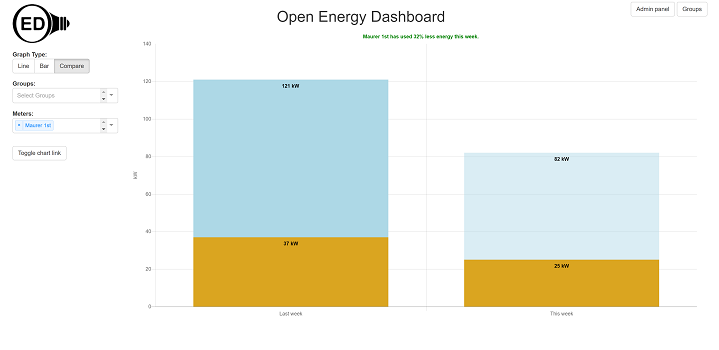 ED
Open Energy Dashboard
Admin panel
Groups
Maurer 1st has used 32% less energy this week.
Graph Type:
Line
Bar
Compare
Groups:
Select Groups
Meters:
× Maurer 1st
Toggle chart link
kW
140
120
100
80
60
40
20
0
121 kW
37 kW
82 kW
25 kW
Last week
This week